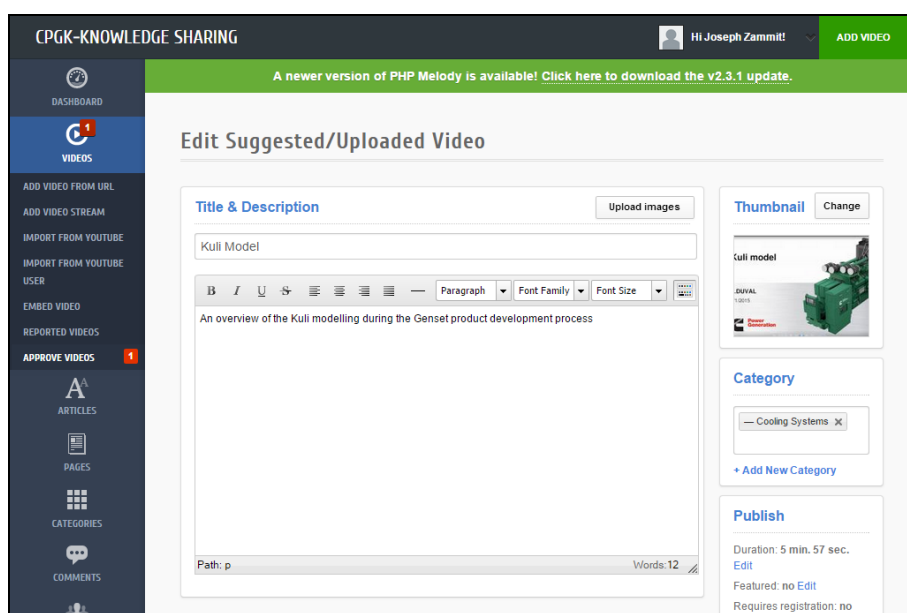 CPGK-KNOWLEDGE SHARING
Hi Joseph Zammit!
ADD VIDEO
A newer version of PHP Melody is available! Click here to download the v2.3.1 update.
DASHBOARD
1
VIDEOS
ADD VIDEO FROM URL
ADD VIDEO STREAM
IMPORT FROM YOUTUBE
IMPORT FROM YOUTUBE
USER
EMBED VIDEO
REPORTED VIDEOS
APPROVE VIDEOS 1
ARTICLES
PAGES
CATEGORIES
COMMENTS
Edit Suggested/Uploaded Video
Title & Description
Upload images
Kuli Model
B I U S Paragraph Font Family Font Size
An overview of the Kuli modelling during the Genset product development process
Path: p
Words:12
Thumbnail
Change
Kuli model
.DUVAL
Power
Generation
Category
— Cooling Systems x
+ Add New Category
Publish
Duration: 5 min. 57 sec.
Edit
Featured: no Edit
Requires registration: no